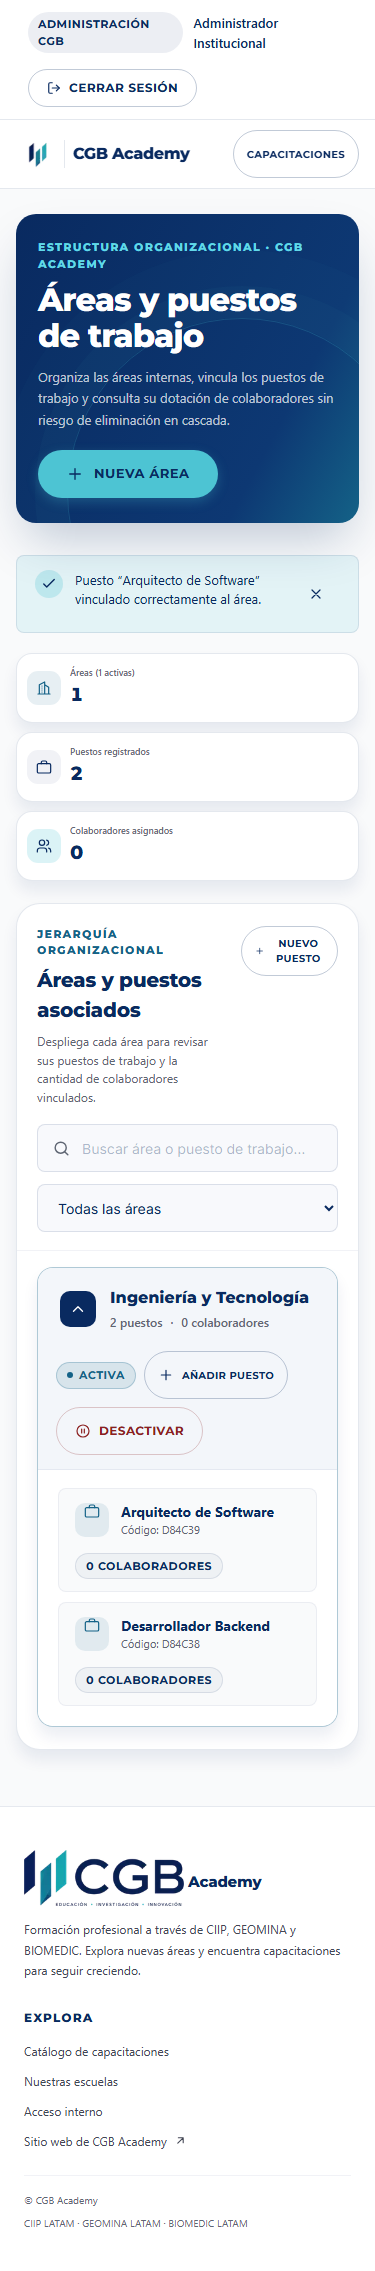 ADMINISTRACIÓN
CGB
Administrador
Institucional
CERRAR SESIÓN
CGB Academy
CAPACITACIONES
ESTRUCTURA ORGANIZACIONAL · CGB
ACADEMY
Áreas y puestos
de trabajo
Organiza las áreas internas, vincula los puestos de
trabajo y consulta su dotación de colaboradores sin
riesgo de eliminación en cascada.
NUEVA ÁREA
Puesto “Arquitecto de Software”
vinculado correctamente al área.
Áreas (1 activas)
1
Puestos registrados
2
Colaboradores asignados
0
JERARQUÍA
ORGANIZACIONAL
NUEVO
PUESTO
Áreas y puestos
asociados
Despliega cada área para revisar
sus puestos de trabajo y la
cantidad de colaboradores
vinculados.
Buscar área o puesto de trabajo...
Todas las áreas
Ingeniería y Tecnología
2 puestos · 0 colaboradores
ACTIVA
AÑADIR PUESTO
DESACTIVAR
Arquitecto de Software
Código: D84C39
0 COLABORADORES
Desarrollador Backend
Código: D84C38
0 COLABORADORES
CGB Academy
EDUCACIÓN • INVESTIGACIÓN • INNOVACIÓN
Formación profesional a través de CIIP, GEOMINA y
BIOMEDIC. Explora nuevas áreas y encuentra capacitaciones
para seguir creciendo.
EXPLORA
Catálogo de capacitaciones
Nuestras escuelas
Acceso interno
Sitio web de CGB Academy
© CGB Academy
CIIP LATAM · GEOMINA LATAM · BIOMEDIC LATAM